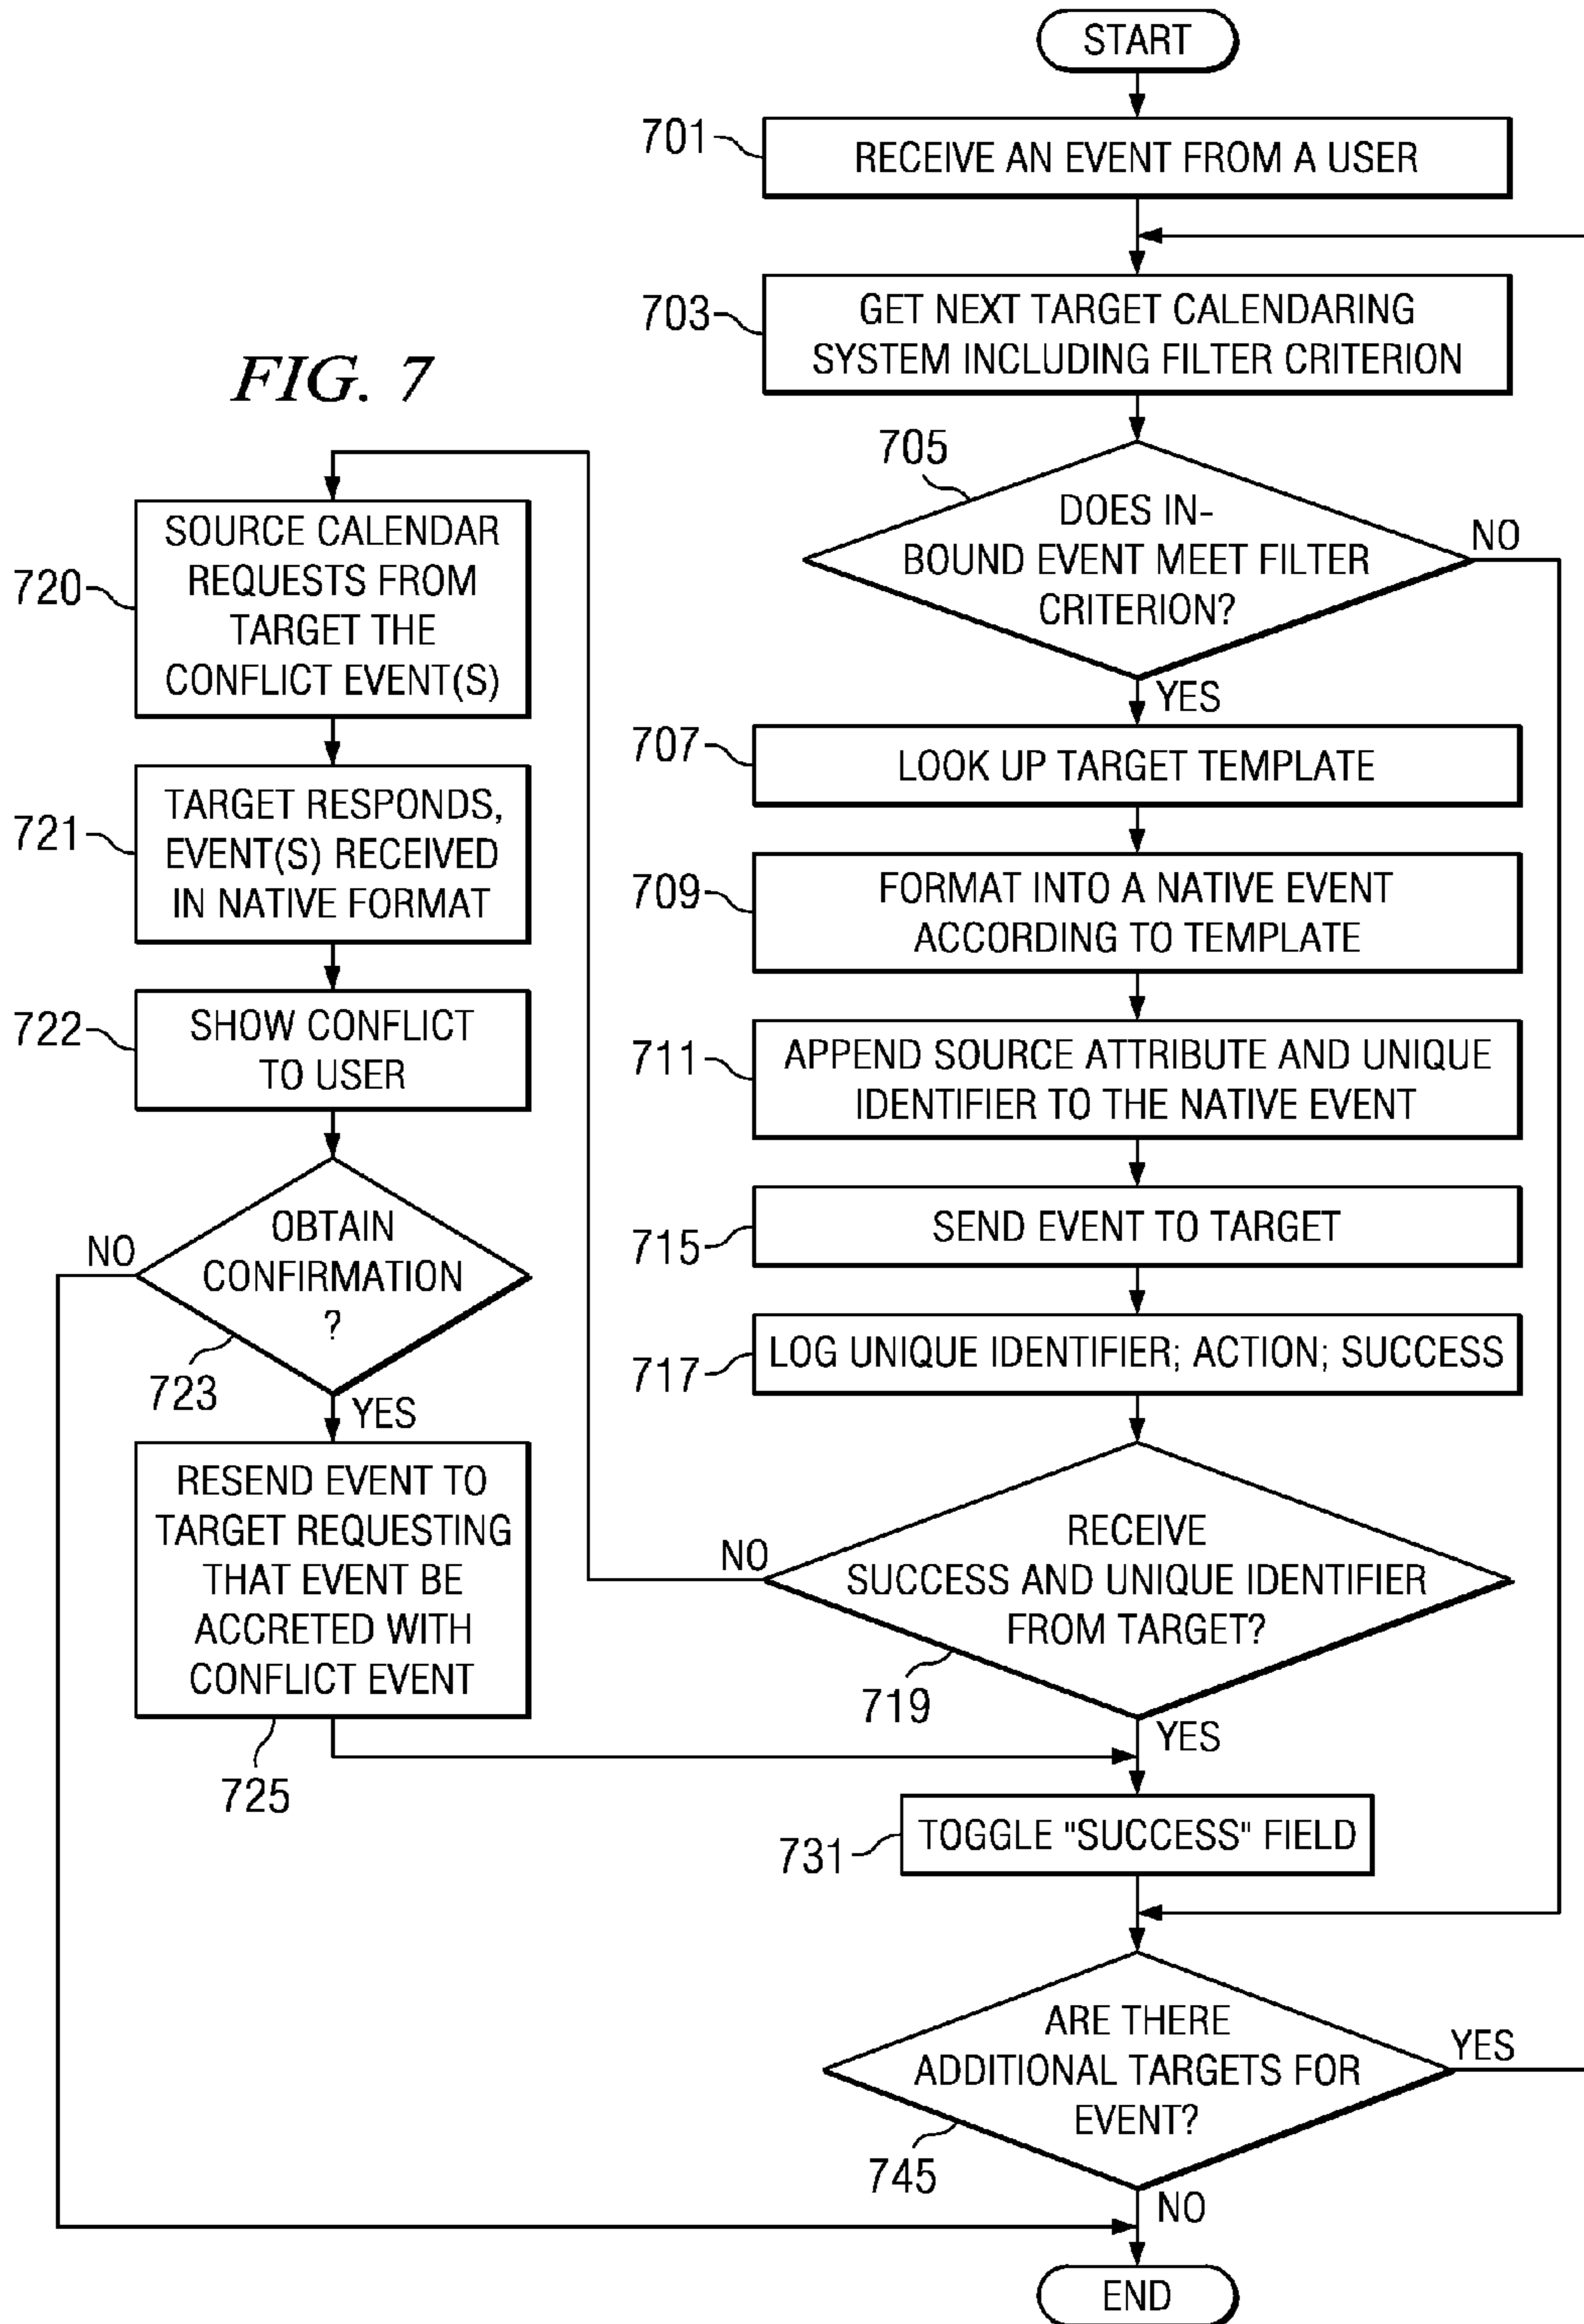 START
701
RECEIVE AN EVENT FROM A USER
703
GET NEXT TARGET CALENDARING
SYSTEM INCLUDING FILTER CRITERION
FIG. 7
705
DOES IN-
BOUND EVENT MEET FILTER
CRITERION?
NO
YES
707
LOOK UP TARGET TEMPLATE
709
FORMAT INTO A NATIVE EVENT
ACCORDING TO TEMPLATE
711
APPEND SOURCE ATTRIBUTE AND UNIQUE
IDENTIFIER TO THE NATIVE EVENT
715
SEND EVENT TO TARGET
717
LOG UNIQUE IDENTIFIER; ACTION; SUCCESS
719
RECEIVE
SUCCESS AND UNIQUE IDENTIFIER
FROM TARGET?
NO
YES
720
SOURCE CALENDAR
REQUESTS FROM
TARGET THE
CONFLICT EVENT(S)
721
TARGET RESPONDS,
EVENT(S) RECEIVED
IN NATIVE FORMAT
722
SHOW CONFLICT
TO USER
723
OBTAIN
CONFIRMATION
?
NO
YES
725
RESEND EVENT TO
TARGET REQUESTING
THAT EVENT BE
ACCRETED WITH
CONFLICT EVENT
731
TOGGLE "SUCCESS" FIELD
745
ARE THERE
ADDITIONAL TARGETS FOR
EVENT?
YES
NO
END